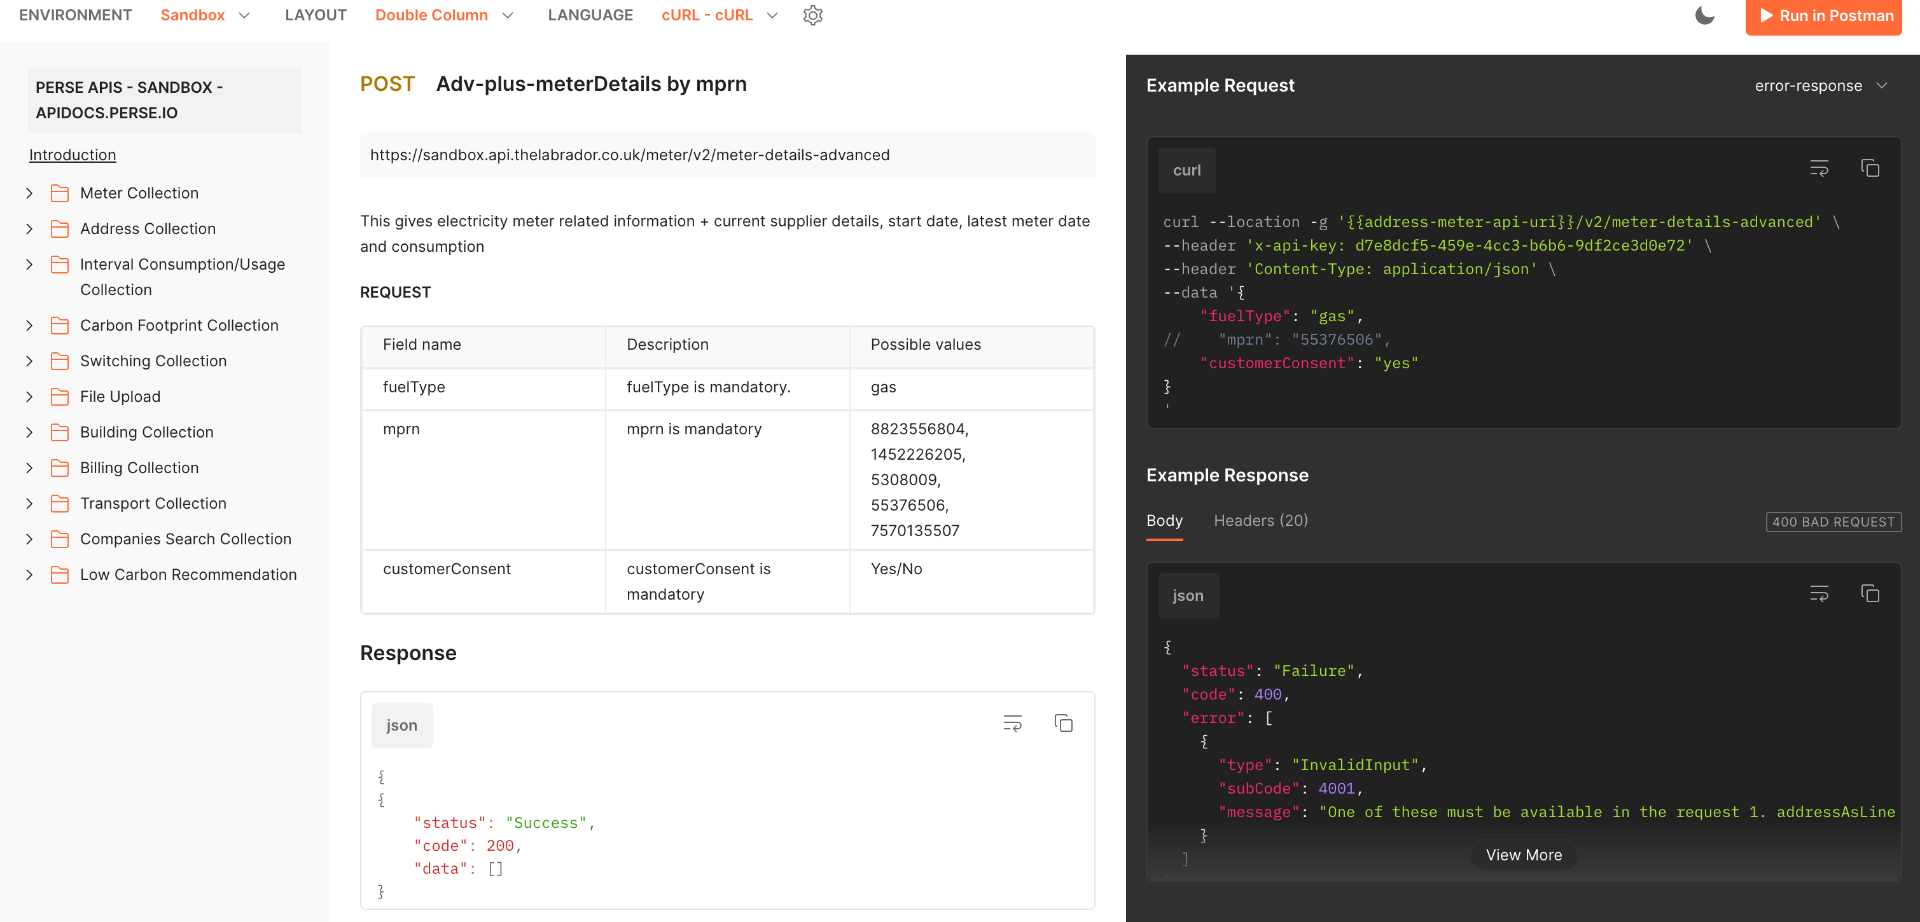 ENVIRONMENT Sandbox LAYOUT Double Column LANGUAGE cURL - cURL Run in Postman
PERSE APIS - SANDBOX -
APIDOCS.PERSE.IO
Introduction
Meter Collection
Address Collection
Interval Consumption/Usage
Collection
Carbon Footprint Collection
Switching Collection
File Upload
Building Collection
Billing Collection
Transport Collection
Companies Search Collection
Low Carbon Recommendation
POST Adv-plus-meterDetails by mprn
https://sandbox.api.thelabrador.co.uk/meter/v2/meter-details-advanced
This gives electricity meter related information + current supplier details, start date, latest meter date
and consumption
REQUEST
Field name Description Possible values
fuelType fuelType is mandatory. gas
mprn mprn is mandatory 8823556804,
1452226205,
5308009,
55376506,
7570135507
customerConsent customerConsent is Yes/No
mandatory
Response
json
{
{
    "status": "Success",
    "code": 200,
    "data": []
}
Example Request error-response
curl
curl --location -g '{{address-meter-api-uri}}/v2/meter-details-advanced' \
--header 'x-api-key: d7e8dcf5-459e-4cc3-b6b6-9df2ce3d0e72' \
--header 'Content-Type: application/json' \
--data '{
    "fuelType": "gas",
//    "mprn": "55376506",
    "customerConsent": "yes"
}
'
Example Response
Body Headers (20) 400 BAD REQUEST
json
{
  "status": "Failure",
  "code": 400,
  "error": [
    {
      "type": "InvalidInput",
      "subCode": 4001,
      "message": "One of these must be available in the request 1. addressAsLine
    }
  ]
View More